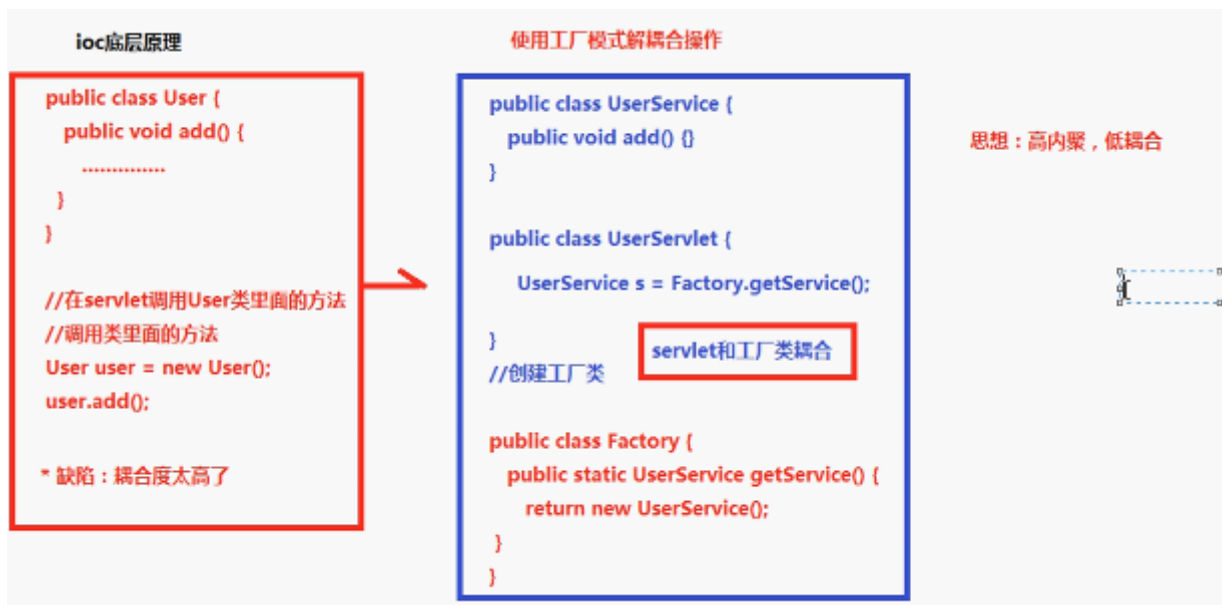 ioc底层原理
public class User {
public void add() {
..............
}
}
//在servlet调用User类里面的方法
//调用类里面的方法
User user = new User();
user.add();
* 缺陷：耦合度太高了
使用工厂模式解耦合操作
public class UserService {
public void add() {}
}
public class UserServlet {
UserService s = Factory.getService();
}
servlet和工厂类耦合
//创建工厂类
public class Factory {
public static UserService getService() {
return new UserService();
}
}
思想：高内聚，低耦合